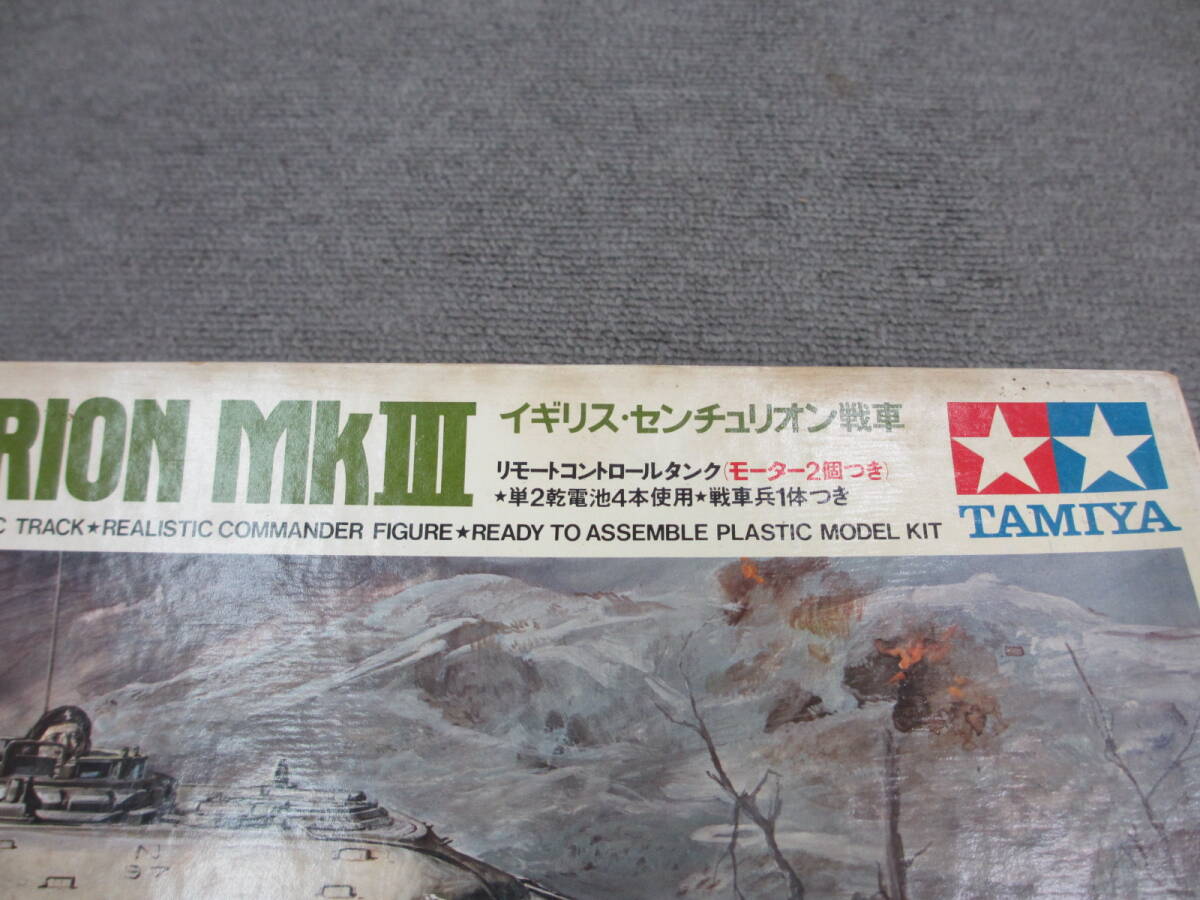 RION MkIII
イギリス・センチュリオン戦車
リモートコントロールタンク(モーター2個つき)
★単2乾電池4本使用★戦車兵1体つき
C TRACK★REALISTIC COMMANDER FIGURE★READY TO ASSEMBLE PLASTIC MODEL KIT
TAMIYA